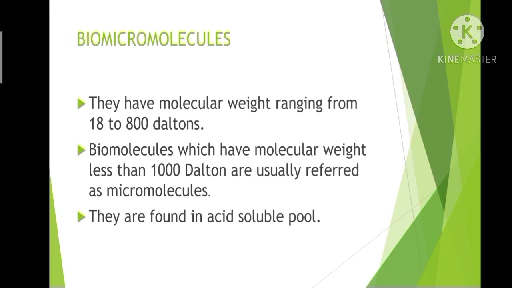 BIOMICROMOLECULES
KINEMASTER
They have molecular weight ranging from
18 to 800 daltons.
Biomolecules which have molecular weight
less than 1000 Dalton are usually referred
as micromolecules.
They are found in acid soluble pool.